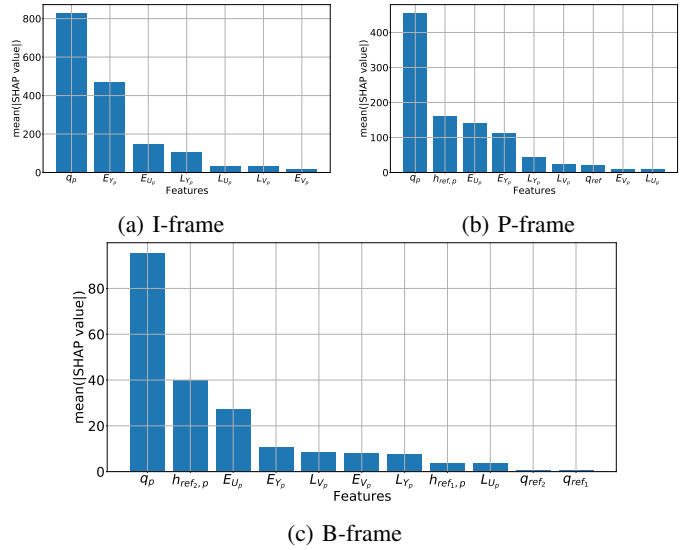 mean(|SHAP value|)
800
600
400
200
0
q_p E_{Y_p} E_{U_p} L_{Y_p} L_{U_p} L_{V_p} E_{V_p}
Features
(a) I-frame
mean(|SHAP value|)
400
300
200
100
0
q_p h_{ref,p} E_{U_p} E_{Y_p} L_{Y_p} L_{V_p} q_{ref} E_{V_p} L_{U_p}
Features
(b) P-frame
mean(|SHAP value|)
80
60
40
20
0
q_p h_{ref_2,p} E_{U_p} E_{Y_p} L_{V_p} E_{V_p} L_{Y_p} h_{ref_1,p} L_{U_p} q_{ref_2} q_{ref_1}
Features
(c) B-frame